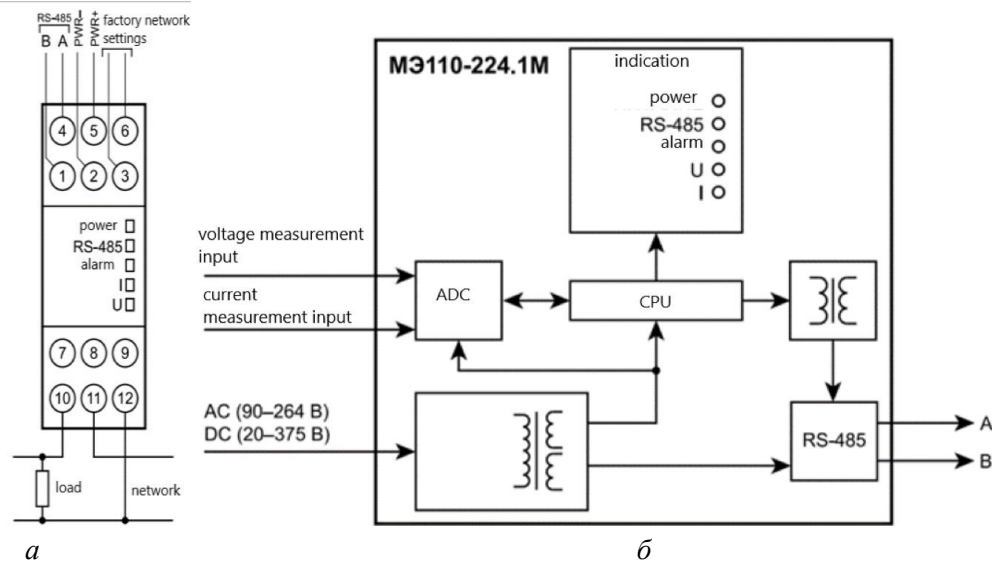 RS-485
B A
PWR–
PWR+
factory network
settings
4 5 6
1 2 3
power
RS-485
alarm
I
U
7 8 9
10 11 12
load
network
а
МЭ110-224.1М
indication
power
RS-485
alarm
U
I
voltage measurement
input
current
measurement input
ADC
CPU
AC (90–264 В)
DC (20–375 В)
RS-485
A
B
б